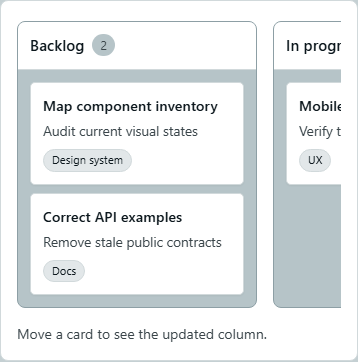 Backlog 2
Map component inventory
Audit current visual states
Design system
Correct API examples
Remove stale public contracts
Docs
In progr
Mobile
Verify t
UX
Move a card to see the updated column.